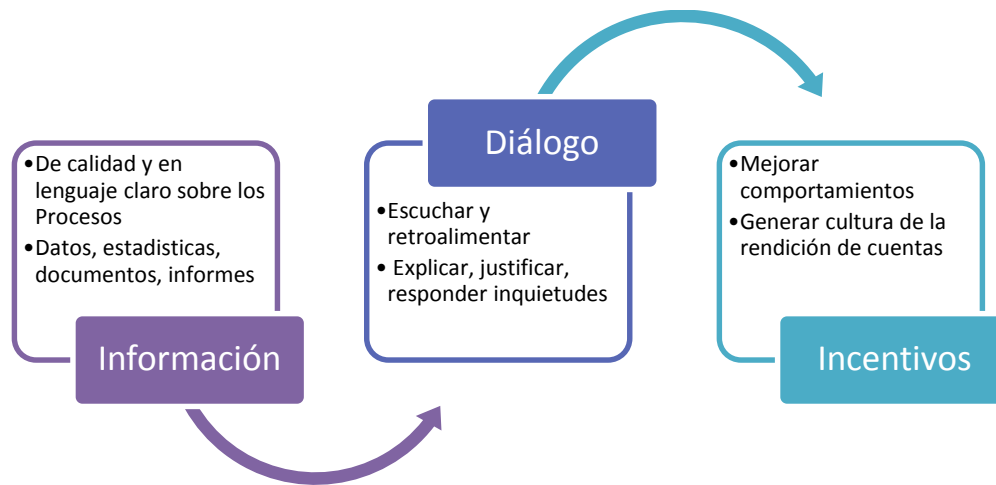 •De calidad y en
lenguaje claro sobre los
Procesos
•Datos, estadisticas,
documentos, informes
Información
Diálogo
•Escuchar y
retroalimentar
• Explicar, justificar,
responder inquietudes
•Mejorar
comportamientos
•Generar cultura de la
rendición de cuentas
Incentivos